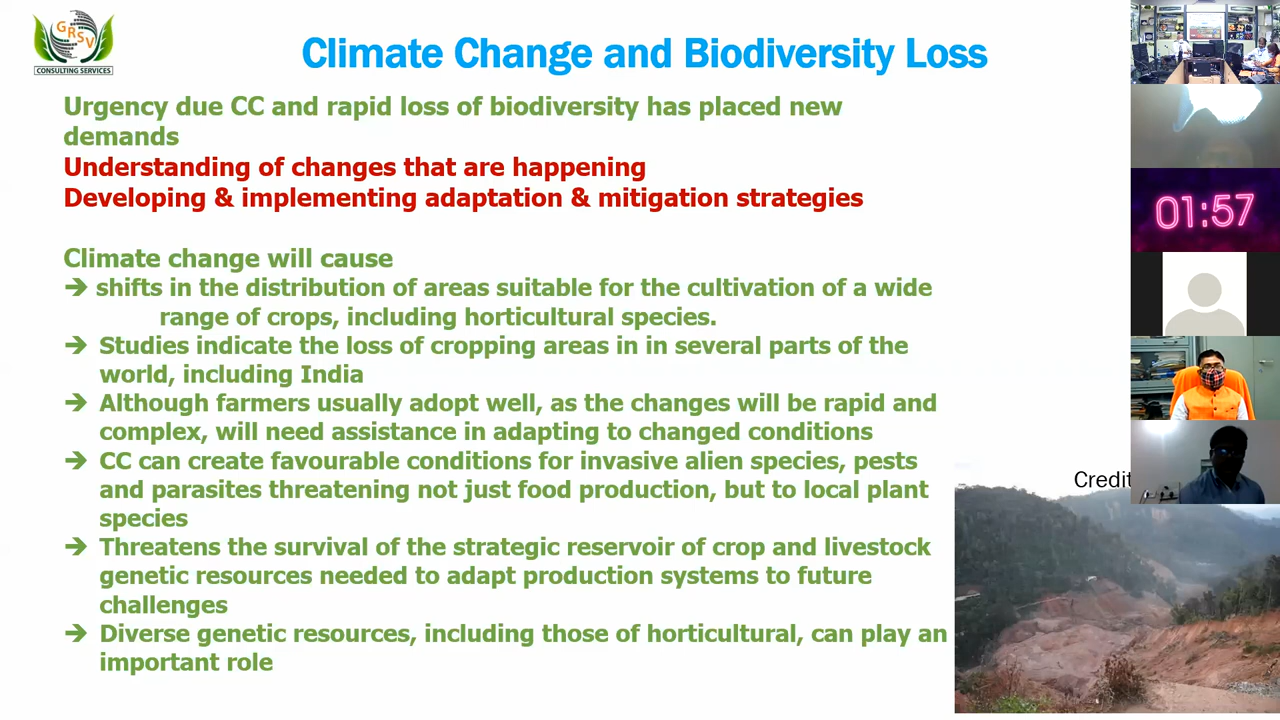 GRSV
CONSULTING SERVICES
Climate Change and Biodiversity Loss
Urgency due CC and rapid loss of biodiversity has placed new
demands
Understanding of changes that are happening
Developing & implementing adaptation & mitigation strategies
Climate change will cause
→ shifts in the distribution of areas suitable for the cultivation of a wide
range of crops, including horticultural species.
→ Studies indicate the loss of cropping areas in in several parts of the
world, including India
→ Although farmers usually adopt well, as the changes will be rapid and
complex, will need assistance in adapting to changed conditions
→ CC can create favourable conditions for invasive alien species, pests
and parasites threatening not just food production, but to local plant
species
→ Threatens the survival of the strategic reservoir of crop and livestock
genetic resources needed to adapt production systems to future
challenges
→ Diverse genetic resources, including those of horticultural, can play an
important role
01:57
Credit